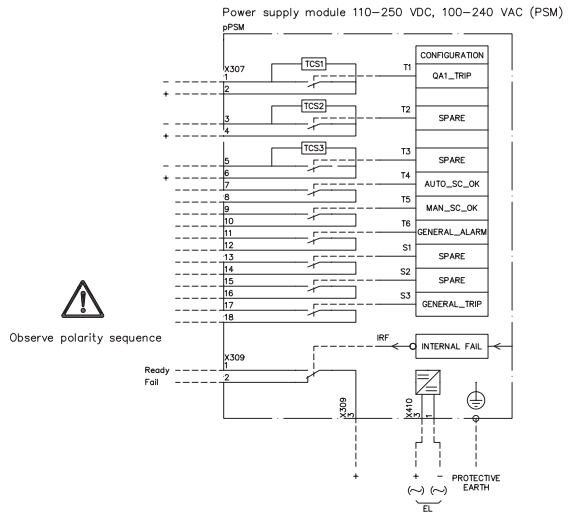 Power supply module 110-250 VDC, 100-240 VAC (PSM)
pPSM
CONFIGURATION
X307
TCS1
T1
QA1_TRIP
1
2
+
TCS2
T2
SPARE
3
4
+
TCS3
T3
SPARE
5
6
+
T4
AUTO_SC_OK
7
8
T5
MAN_SC_OK
9
10
T6
GENERAL_ALARM
11
12
S1
SPARE
13
14
S2
SPARE
15
16
S3
GENERAL_TRIP
17
18
Observe polarity sequence
IRF
INTERNAL FAIL
X309
Ready
1
Fail
2
X309
3
X410
3
1
+
+
-
PROTECTIVE
EARTH
(~)
(~)
EL